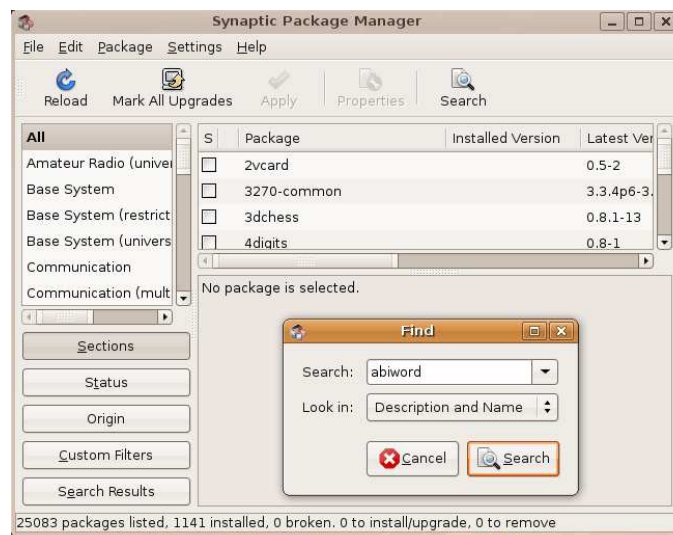 Synaptic Package Manager
File Edit Package Settings Help
Reload Mark All Upgrades Apply Properties Search
All
Amateur Radio (univer
Base System
Base System (restrict
Base System (univers
Communication
Communication (mult
S Package Installed Version Latest Ver
2vcard 0.5-2
3270-common 3.3.4p6-3.
3dchess 0.8.1-13
4digits 0.8-1
No package is selected.
Sections
Status
Origin
Custom Filters
Search Results
Find
Search: abiword
Look in: Description and Name
Cancel Search
25083 packages listed, 1141 installed, 0 broken. 0 to install/upgrade, 0 to remove